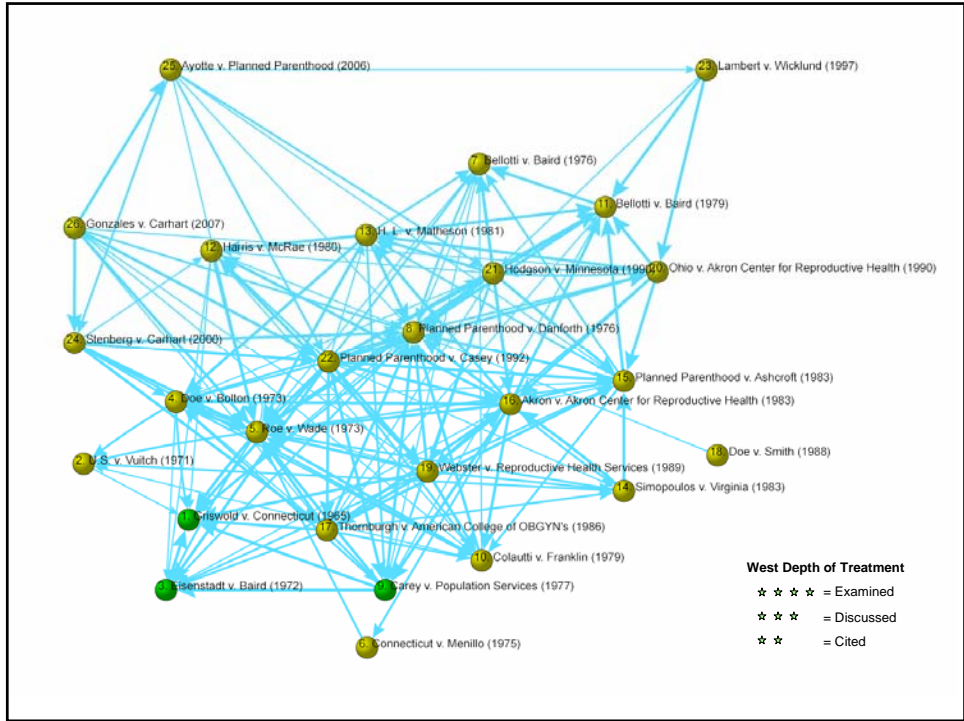 25. Ayotte v. Planned Parenthood (2006)
23. Lambert v. Wicklund (1997)
7. Bellotti v. Baird (1976)
11. Bellotti v. Baird (1979)
26. Gonzales v. Carhart (2007)
13. H. L. v. Matheson (1981)
12. Harris v. McRae (1980)
21. Hodgson v. Minnesota (1990)
20. Ohio v. Akron Center for Reproductive Health (1990)
8. Planned Parenthood v. Danforth (1976)
24. Stenberg v. Carhart (2000)
22. Planned Parenthood v. Casey (1992)
15. Planned Parenthood v. Ashcroft (1983)
4. Doe v. Bolton (1973)
16. Akron v. Akron Center for Reproductive Health (1983)
5. Roe v. Wade (1973)
18. Doe v. Smith (1988)
2. U.S. v. Vuitch (1971)
19. Webster v. Reproductive Health Services (1989)
14. Simopoulos v. Virginia (1983)
1. Griswold v. Connecticut (1965)
17. Thornburgh v. American College of OBGYN's (1986)
10. Colautti v. Franklin (1979)
3. Eisenstadt v. Baird (1972)
9. Carey v. Population Services (1977)
6. Connecticut v. Menillo (1975)
West Depth of Treatment
= Examined
= Discussed
= Cited